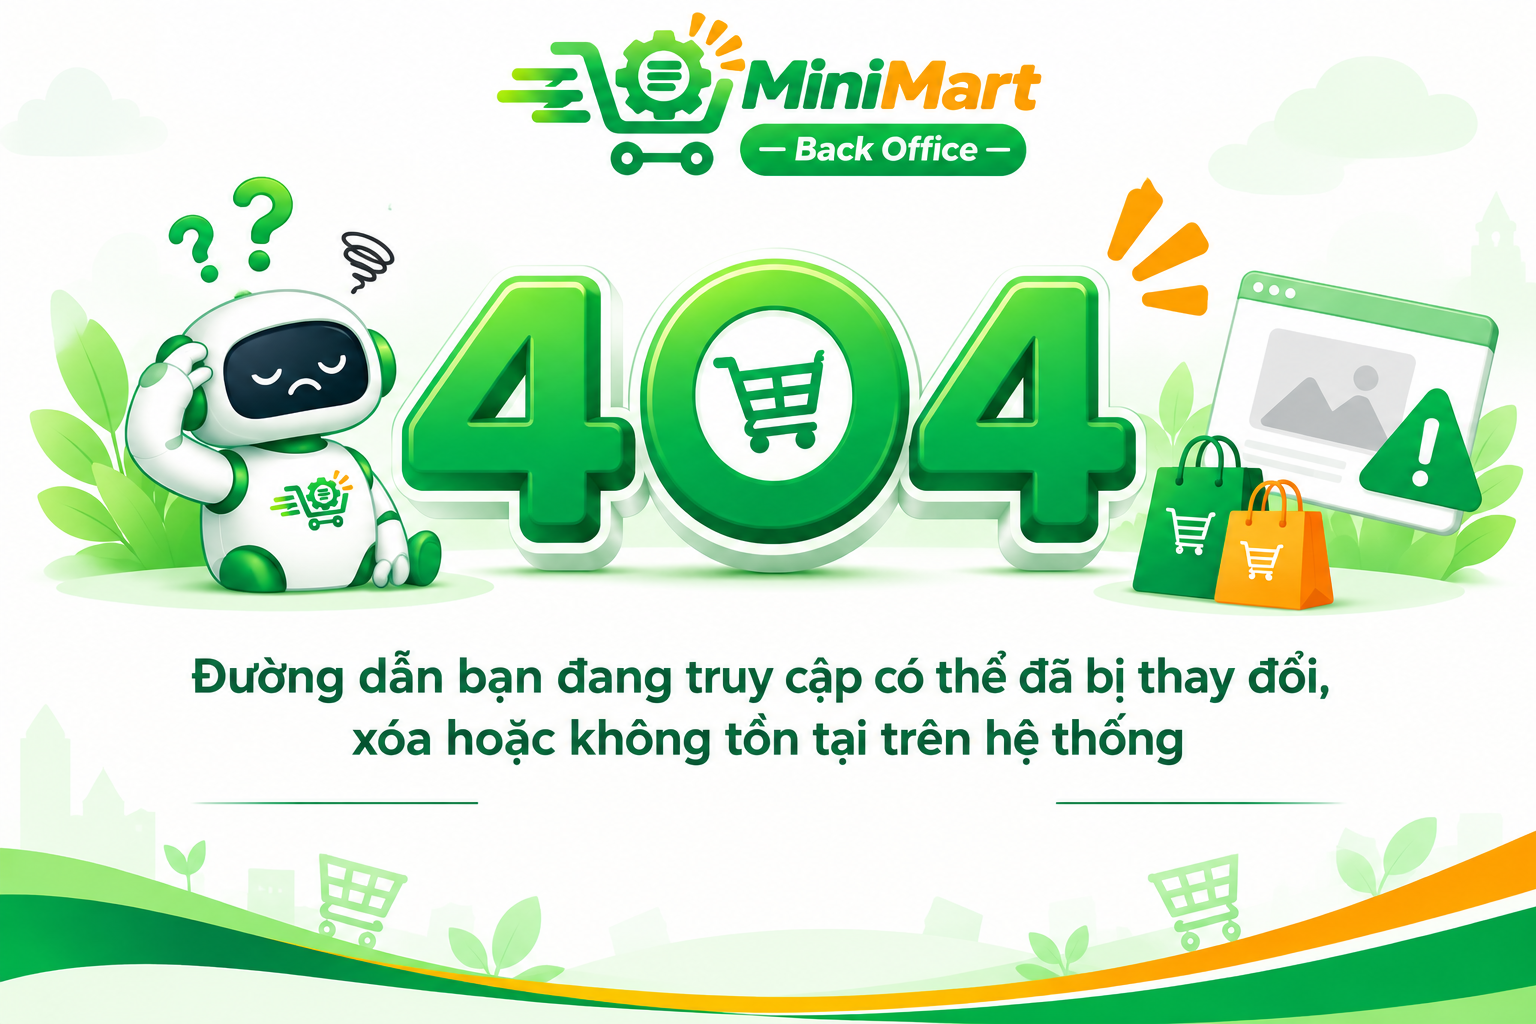 MiniMart
— Back Office —
404
Đường dẫn bạn đang truy cập có thể đã bị thay đổi,
xóa hoặc không tồn tại trên hệ thống